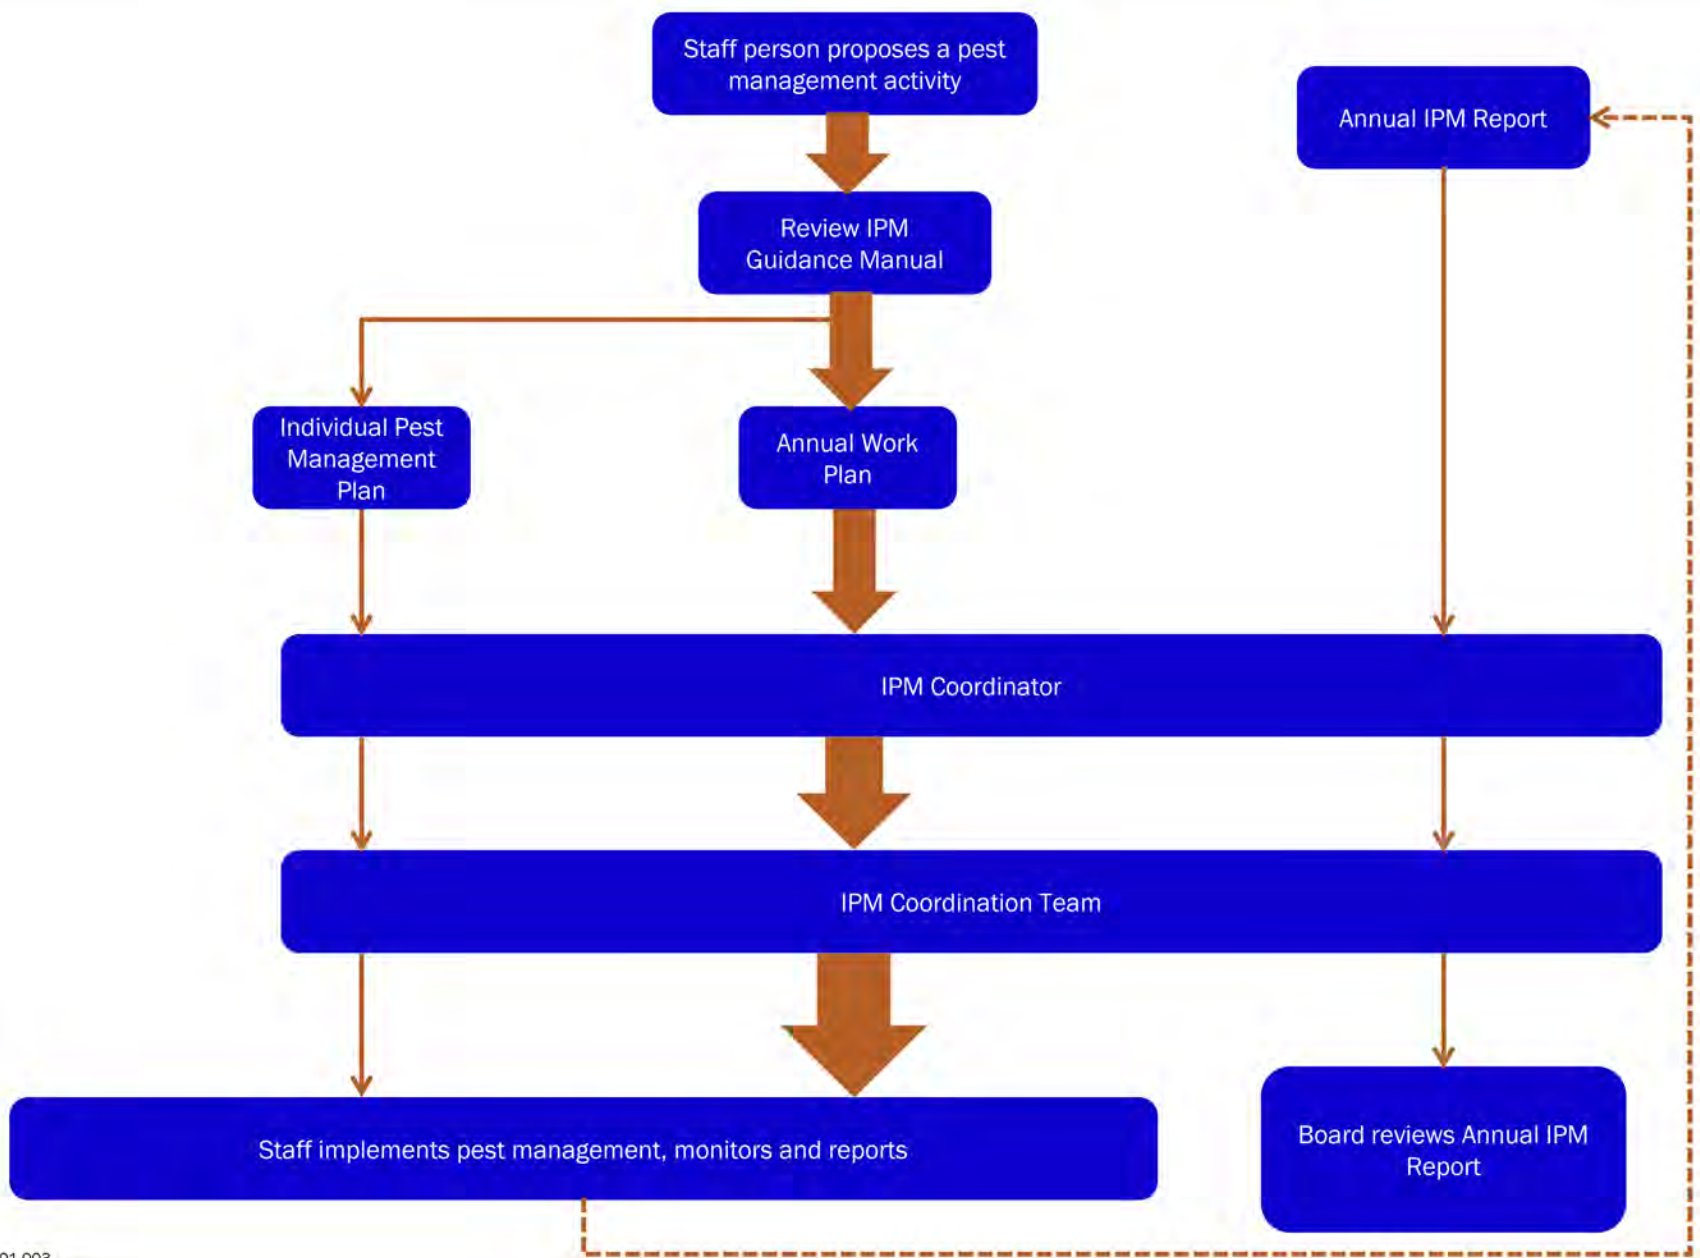 Staff person proposes a pest
management activity
Annual IPM Report
Review IPM
Guidance Manual
Individual Pest
Management
Plan
Annual Work
Plan
IPM Coordinator
IPM Coordination Team
Staff implements pest management, monitors and reports
Board reviews Annual IPM
Report